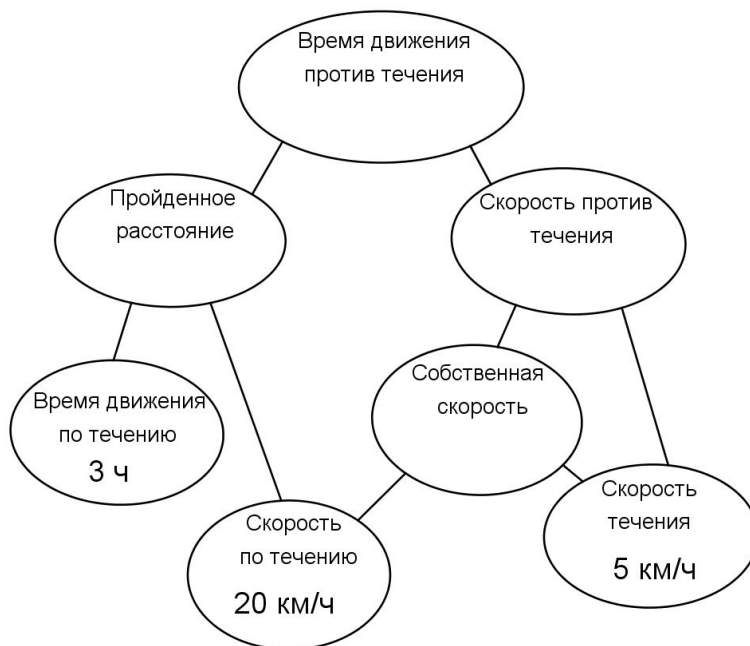 Время движения
против течения
Пройденное
расстояние
Скорость против
течения
Время движения
по течению
3 ч
Собственная
скорость
Скорость
по течению
20 км/ч
Скорость
течения
5 км/ч